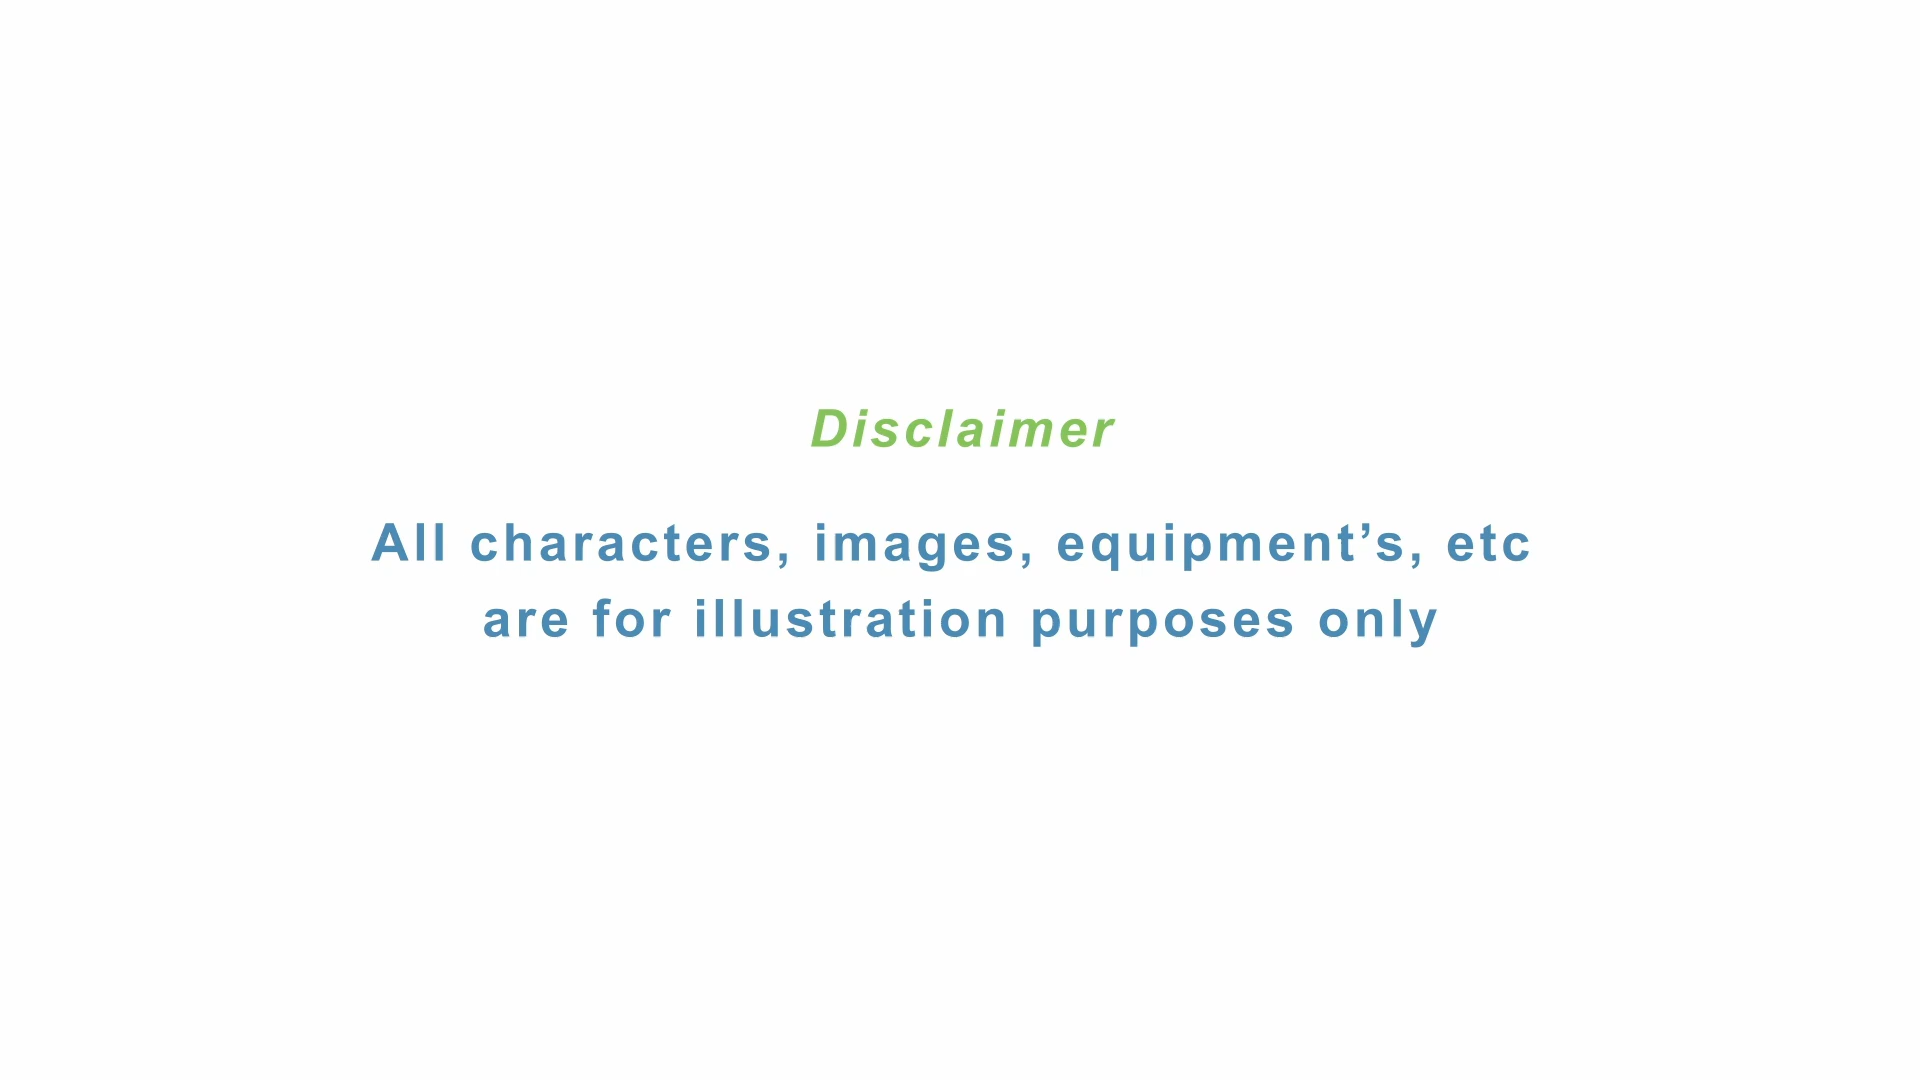 Disclaimer
All characters, images, equipment’s, etc
are for illustration purposes only